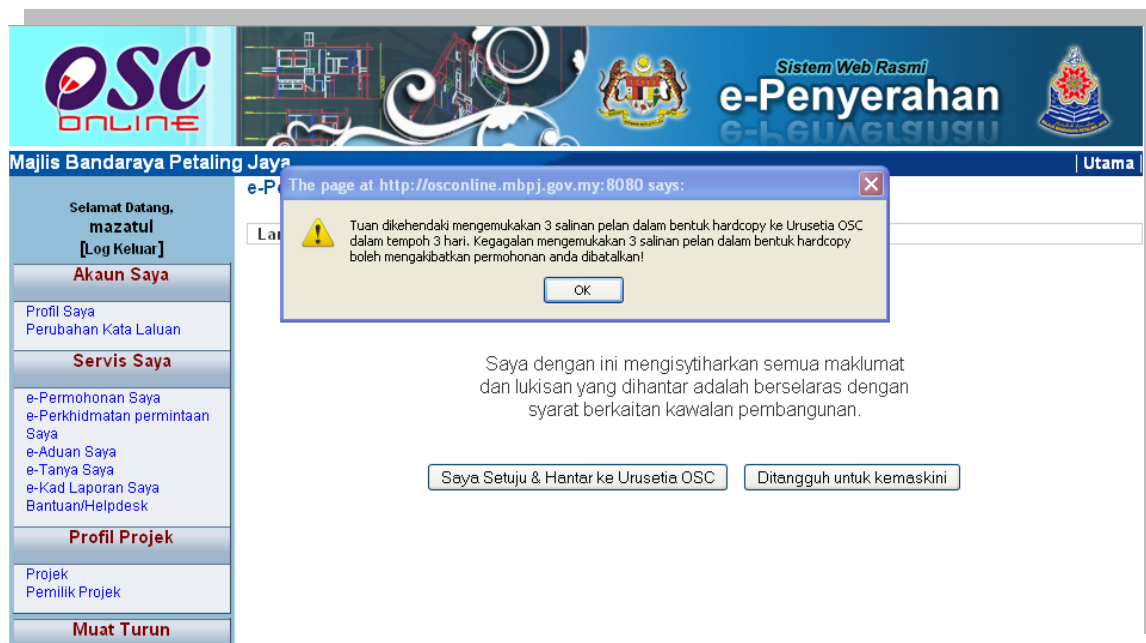 OSC
ONLINE
Sistem Web Rasmi
e-Penyerahan
Majlis Bandaraya Petaling Jaya
| Utama |
Selamat Datang,
mazatul
[Log Keluar]
Akaun Saya
Profil Saya
Perubahan Kata Laluan
Servis Saya
e-Permohonan Saya
e-Perkhidmatan permintaan
Saya
e-Aduan Saya
e-Tanya Saya
e-Kad Laporan Saya
Bantuan/Helpdesk
Profil Projek
Projek
Pemilik Projek
Muat Turun
The page at http://osconline.mbpj.gov.my:8080 says:
Tuan dikehendaki mengemukakan 3 salinan pelan dalam bentuk hardcopy ke Urusetia OSC
dalam tempoh 3 hari. Kegagalan mengemukakan 3 salinan pelan dalam bentuk hardcopy
boleh mengakibatkan permohonan anda dibatalkan!
OK
Saya dengan ini mengisytiharkan semua maklumat
dan lukisan yang dihantar adalah berselaras dengan
syarat berkaitan kawalan pembangunan.
Saya Setuju & Hantar ke Urusetia OSC
Ditangguh untuk kemaskini